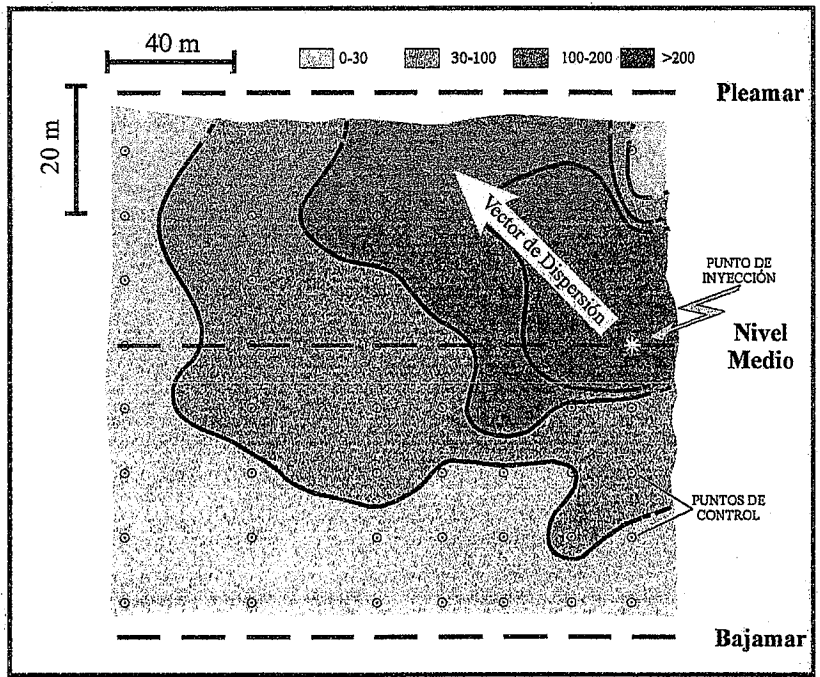 40 m
0-30
30-100
100-200
>200
Pleamar
20 m
Vector de Dispersión
PUNTO DE
INYECCIÓN
Nivel
Medio
PUNTOS DE
CONTROL
Bajamar